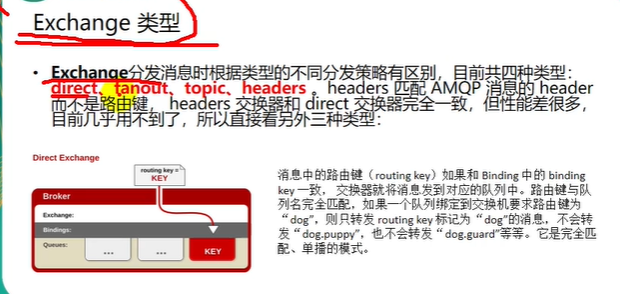 Exchange 类型
• Exchange分发消息时根据类型的不同分发策略有区别，目前共四种类型：
direct、fanout、topic、headers 。headers 匹配 AMQP 消息的 header
而不是路由键， headers 交换器和 direct 交换器完全一致，但性能差很多，
目前几乎用不到了，所以直接看另外三种类型：
Direct Exchange
routing key =
KEY
Broker
Exchange:
Bindings:
Queues:
...
...
KEY
消息中的路由键（routing key）如果和 Binding 中的 binding
key 一致， 交换器就将消息发到对应的队列中。路由键与队
列名完全匹配，如果一个队列绑定到交换机要求路由键为
“dog”，则只转发 routing key 标记为“dog”的消息，不会转
发“dog.puppy”，也不会转发“dog.guard”等等。它是完全匹
配、单播的模式。